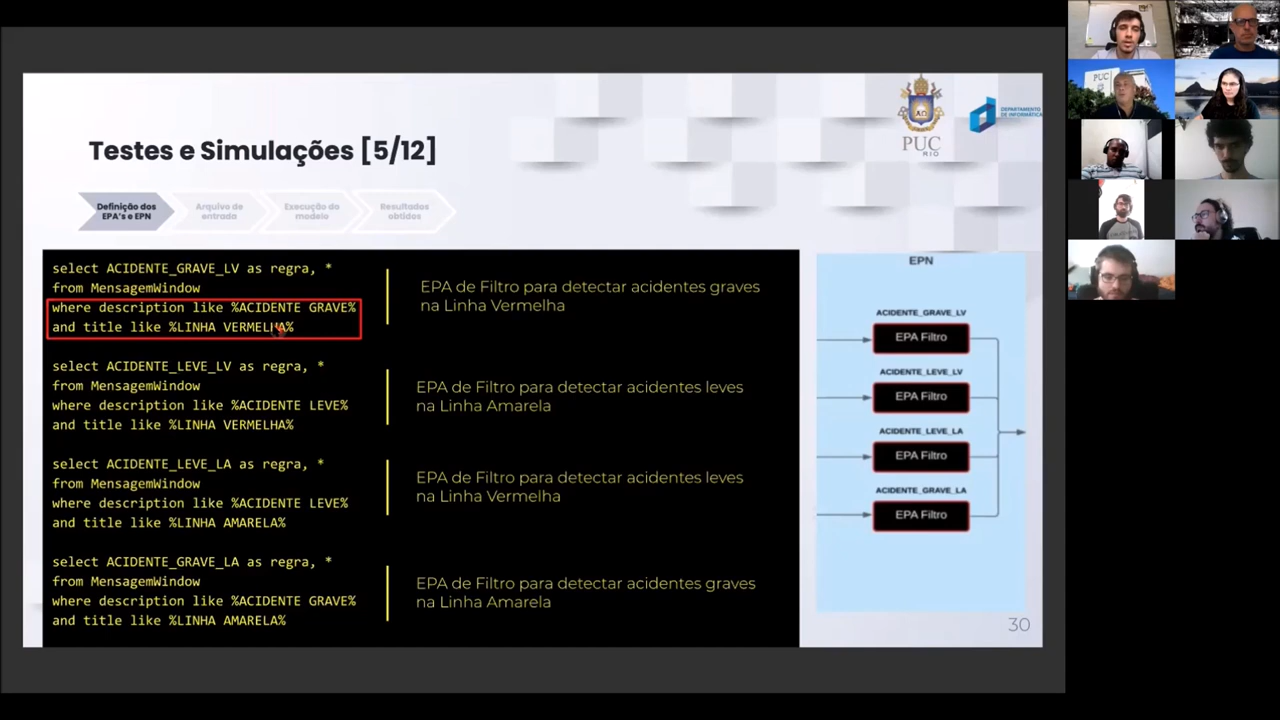 Testes e Simulações [5/12]
PUC
RIO
DEPARTAMENTO
DE INFORMÁTICA
Definição dos
EPA's e EPN
Arquivo de
entrada
Execução do
modelo
Resultados
obtidos
select ACIDENTE_GRAVE_LV as regra, *
from MensagemWindow
where description like %ACIDENTE GRAVE%
and title like %LINHA VERMELHA%
EPA de Filtro para detectar acidentes graves
na Linha Vermelha
select ACIDENTE_LEVE_LV as regra, *
from MensagemWindow
where description like %ACIDENTE LEVE%
and title like %LINHA VERMELHA%
EPA de Filtro para detectar acidentes leves
na Linha Amarela
select ACIDENTE_LEVE_LA as regra, *
from MensagemWindow
where description like %ACIDENTE LEVE%
and title like %LINHA AMARELA%
EPA de Filtro para detectar acidentes leves
na Linha Vermelha
select ACIDENTE_GRAVE_LA as regra, *
from MensagemWindow
where description like %ACIDENTE GRAVE%
and title like %LINHA AMARELA%
EPA de Filtro para detectar acidentes graves
na Linha Amarela
EPN
ACIDENTE_GRAVE_LV
EPA Filtro
ACIDENTE_LEVE_LV
EPA Filtro
ACIDENTE_LEVE_LA
EPA Filtro
ACIDENTE_GRAVE_LA
EPA Filtro
30
PUC